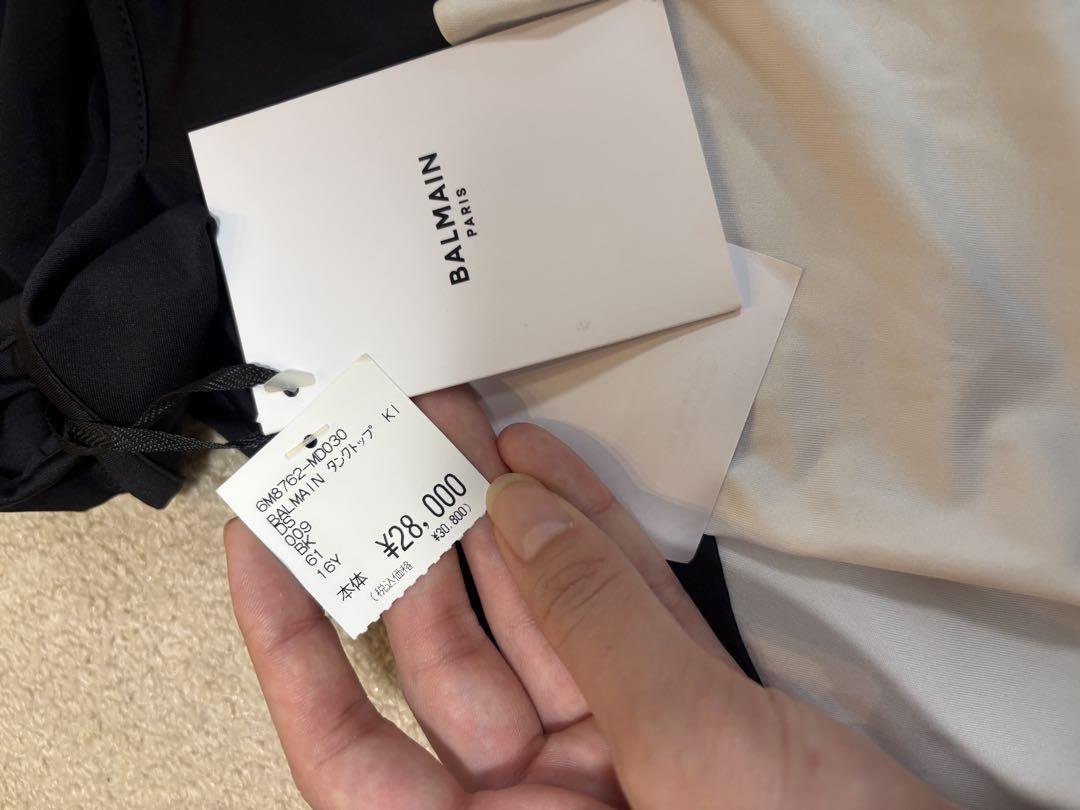 BALMAIN
PARIS
6M8762-MD030
BALMAIN タンクトップ KI
DS
009
BK
61
16Y
本体 ¥28,000
(税込価格 ¥30,800)